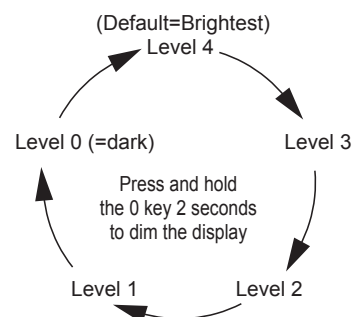 (Default=Brightest)
Level 4
Level 0 (=dark)
Level 3
Press and hold
the 0 key 2 seconds
to dim the display
Level 1
Level 2